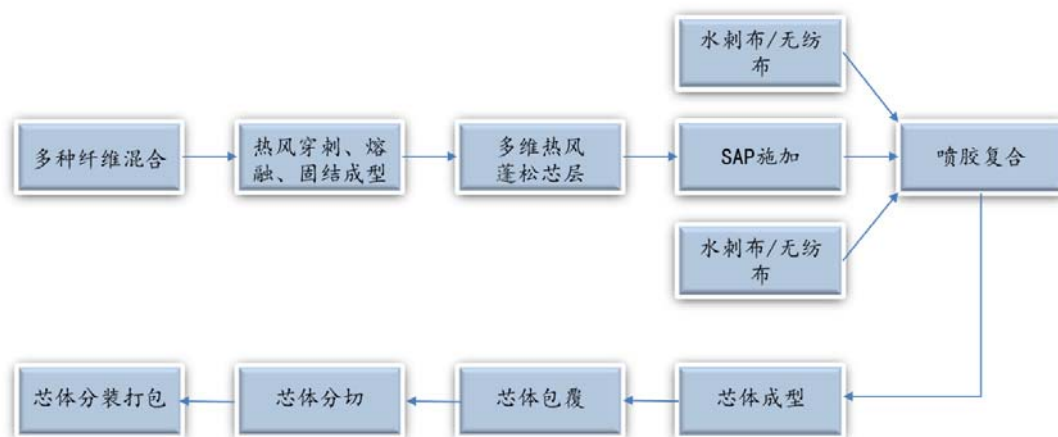 水刺布/无纺
布
多种纤维混合
热风穿刺、熔
融、固结成型
多维热风
蓬松芯层
SAP施加
喷胶复合
水刺布/无纺
布
芯体分装打包
芯体分切
芯体包覆
芯体成型